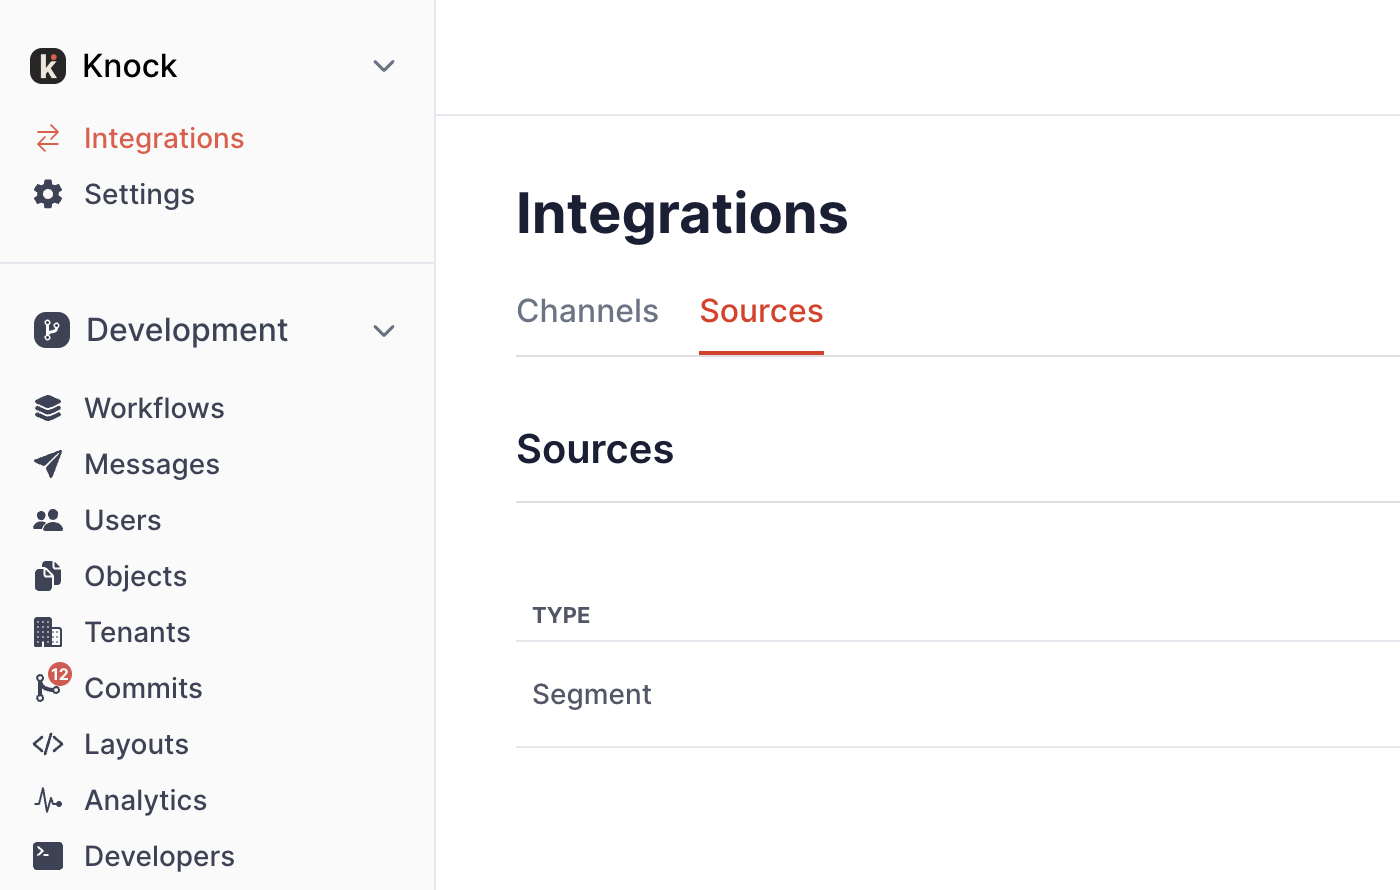 Knock
Integrations
Settings
Development
Workflows
Messages
Users
Objects
Tenants
12
Commits
Layouts
Analytics
Developers
Integrations
Channels
Sources
Sources
TYPE
Segment